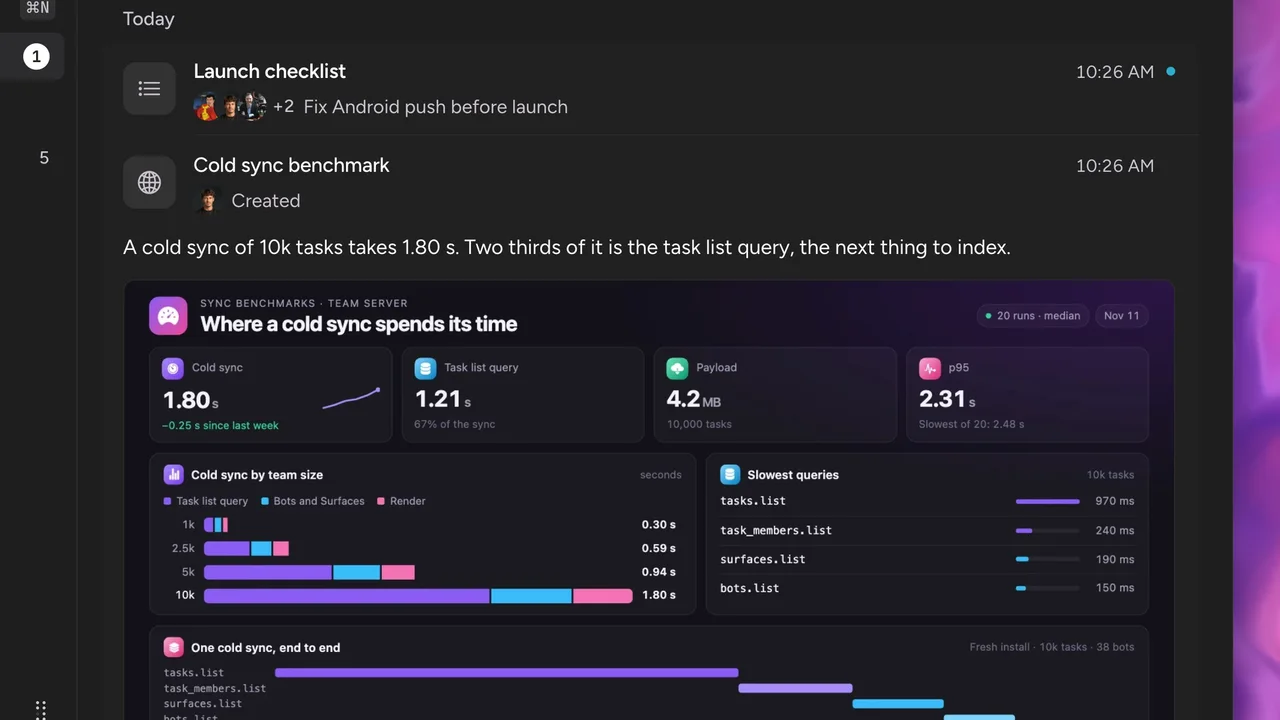 ⌘N
Today
1
Launch checklist
10:26 AM
+2 Fix Android push before launch
5
Cold sync benchmark
10:26 AM
Created
A cold sync of 10k tasks takes 1.80 s. Two thirds of it is the task list query, the next thing to index.
SYNC BENCHMARKS · TEAM SERVER
Where a cold sync spends its time
20 runs · median
Nov 11
Cold sync
1.80 s
−0.25 s since last week
Task list query
1.21 s
67% of the sync
Payload
4.2 MB
10,000 tasks
p95
2.31 s
Slowest of 20: 2.48 s
Cold sync by team size
seconds
Task list query
Bots and Surfaces
Render
1k
0.30 s
2.5k
0.59 s
5k
0.94 s
10k
1.80 s
Slowest queries
10k tasks
tasks.list
970 ms
task_members.list
240 ms
surfaces.list
190 ms
bots.list
150 ms
One cold sync, end to end
Fresh install · 10k tasks · 38 bots
tasks.list
task_members.list
surfaces.list
bots.list